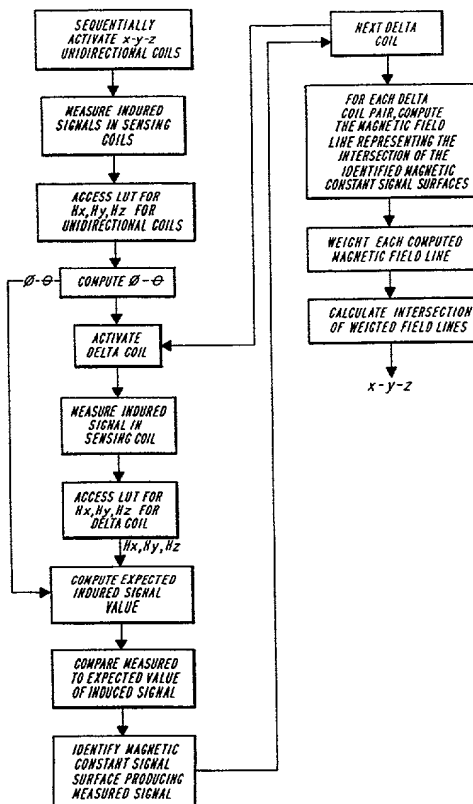 SEQUENTIALLY
ACTIVATE x-y-z
UNIDIRECTIONAL COILS
MEASURE INDURED
SIGNALS IN SENSING
COILS
ACCESS LUT FOR
Hx,Hy,Hz FOR
UNIDIRECTIONAL COILS
Ø-Θ
COMPUTE Ø-Θ
ACTIVATE
DELTA COIL
MEASURE INDURED
SIGNAL IN
SENSING COIL
ACCESS LUT FOR
Hx,Hy,Hz FOR
DELTA COIL
Hx,Hy,Hz
COMPUTE EXPECTED
INDURED SIGNAL
VALUE
COMPARE MEASURED
TO EXPECTED VALUE
OF INDURED SIGNAL
IDENTIFY MAGNETIC
CONSTANT SIGNAL
SURFACE PRODUCING
MEASURED SIGNAL
NEXT DELTA
COIL
FOR EACH DELTA
COIL PAIR,COMPUTE
THE MAGNETIC FIELD
LINE REPRESENTING THE
INTERSECTION OF THE
IDENTIFIED MAGNETIC
CONSTANT SIGNAL SURFACES
WEIGHT EACH COMPUTED
MAGNETIC FIELD LINE
CALCULATE INTERSECTION
OF WEIGTED FIELD LINES
x-y-z